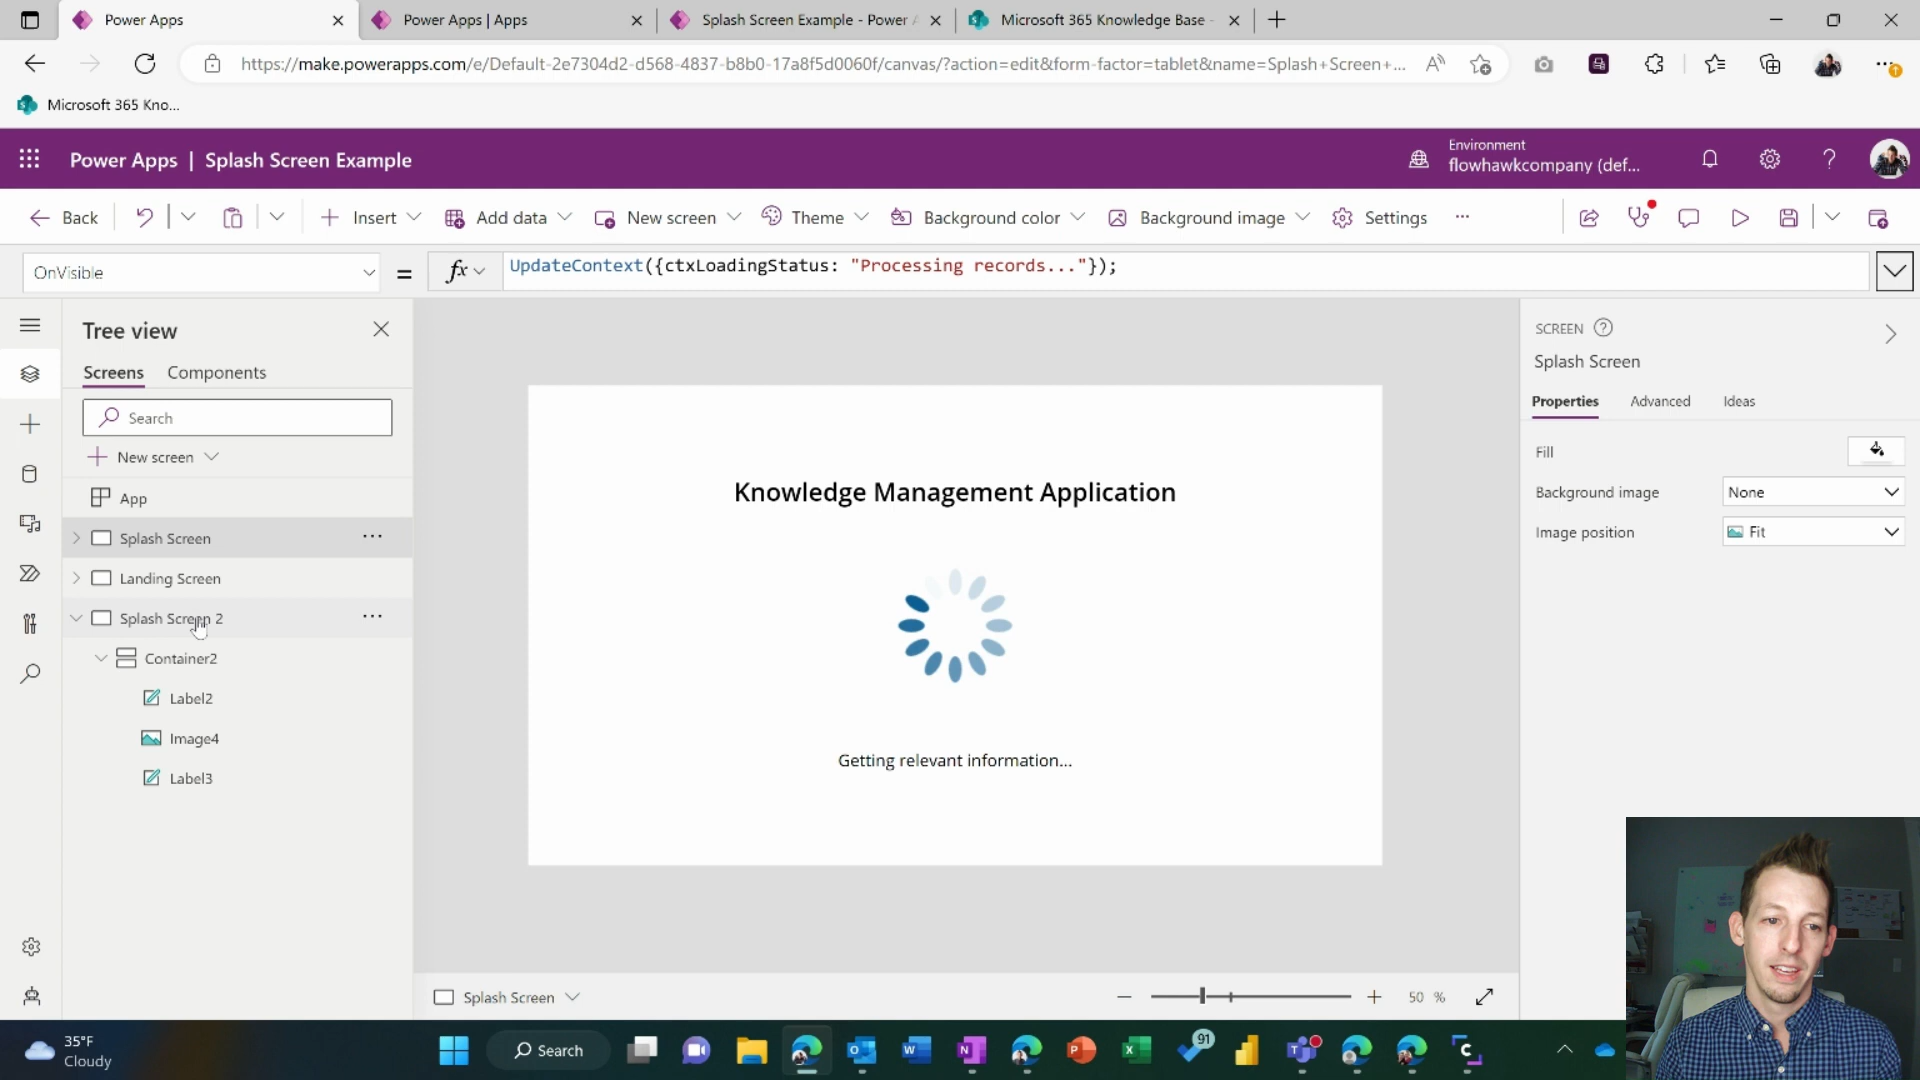 Power Apps
Power Apps | Apps
Splash Screen Example - Power A
Microsoft 365 Knowledge Base -
https://make.powerapps.com/e/Default-2e7304d2-d568-4837-b8b0-17a8f5d0060f/canvas/?action=edit&form-factor=tablet&name=Splash+Screen+...
Microsoft 365 Kno...
Power Apps | Splash Screen Example
Environment
flowhawkcompany (def...
Back
Insert
Add data
New screen
Theme
Background color
Background image
Settings
OnVisible
=
fx
UpdateContext({ctxLoadingStatus: "Processing records..."});
Tree view
Screens
Components
Search
New screen
App
Splash Screen
Landing Screen
Splash Screen 2
Container2
Label2
Image4
Label3
Knowledge Management Application
Getting relevant information...
SCREEN
Splash Screen
Properties
Advanced
Ideas
Fill
Background image
None
Image position
Fit
Splash Screen
50 %
35°F
Cloudy
Search
91